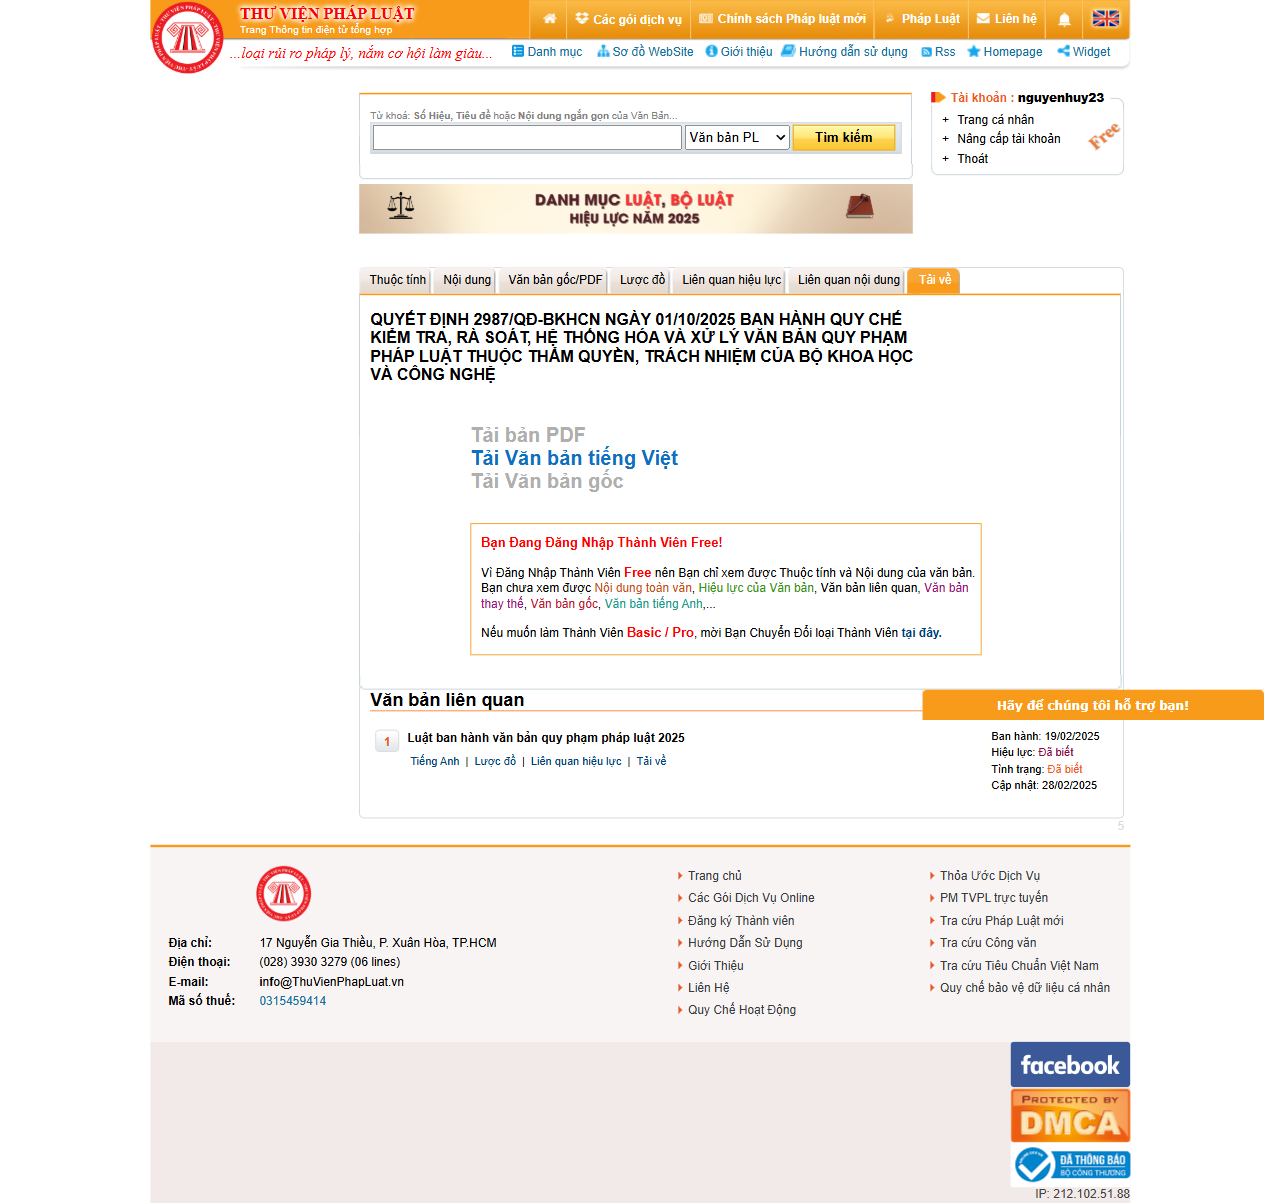 THƯ VIỆN PHÁP LUẬT
Trang Thông tin điện tử tổng hợp
...loại rủi ro pháp lý, nắm cơ hội làm giàu...
Các gói dịch vụ
Chính sách Pháp luật mới
Pháp Luật
Liên hệ
Danh mục
Sơ đồ WebSite
Giới thiệu
Hướng dẫn sử dụng
Rss
Homepage
Widget
Từ khoá: Số Hiệu, Tiêu đề hoặc Nội dung ngắn gọn của Văn Bản...
Văn bản PL
Tìm kiếm
Tài khoản : nguyenhuy23
+ Trang cá nhân
+ Nâng cấp tài khoản
+ Thoát
Free
DANH MỤC LUẬT, BỘ LUẬT
HIỆU LỰC NĂM 2025
Thuộc tính
Nội dung
Văn bản gốc/PDF
Lược đồ
Liên quan hiệu lực
Liên quan nội dung
Tải về
QUYẾT ĐỊNH 2987/QĐ-BKHCN NGÀY 01/10/2025 BAN HÀNH QUY CHẾ
KIỂM TRA, RÀ SOÁT, HỆ THỐNG HÓA VÀ XỬ LÝ VĂN BẢN QUY PHẠM
PHÁP LUẬT THUỘC THẨM QUYỀN, TRÁCH NHIỆM CỦA BỘ KHOA HỌC
VÀ CÔNG NGHỆ
Tải bản PDF
Tải Văn bản tiếng Việt
Tải Văn bản gốc
Bạn Đang Đăng Nhập Thành Viên Free!
Vì Đăng Nhập Thành Viên Free nên Bạn chỉ xem được Thuộc tính và Nội dung của văn bản.
Bạn chưa xem được Nội dung toàn văn, Hiệu lực của Văn bản, Văn bản liên quan, Văn bản
thay thế, Văn bản gốc, Văn bản tiếng Anh,...
Nếu muốn làm Thành Viên Basic / Pro, mời Bạn Chuyển Đổi loại Thành Viên tại đây.
Văn bản liên quan
Hãy để chúng tôi hỗ trợ bạn!
1
Luật ban hành văn bản quy phạm pháp luật 2025
Tiếng Anh | Lược đồ | Liên quan hiệu lực | Tải về
Ban hành: 19/02/2025
Hiệu lực: Đã biết
Tình trạng: Đã biết
Cập nhật: 28/02/2025
5
Địa chỉ: 17 Nguyễn Gia Thiều, P. Xuân Hòa, TP.HCM
Điện thoại: (028) 3930 3279 (06 lines)
E-mail: info@ThuVienPhapLuat.vn
Mã số thuế: 0315459414
Trang chủ
Các Gói Dịch Vụ Online
Đăng ký Thành viên
Hướng Dẫn Sử Dụng
Giới Thiệu
Liên Hệ
Quy Chế Hoạt Động
Thỏa Ước Dịch Vụ
PM TVPL trực tuyến
Tra cứu Pháp Luật mới
Tra cứu Công văn
Tra cứu Tiêu Chuẩn Việt Nam
Quy chế bảo vệ dữ liệu cá nhân
facebook
PROTECTED BY
DMCA
ĐÃ THÔNG BÁO
BỘ CÔNG THƯƠNG
IP: 212.102.51.88